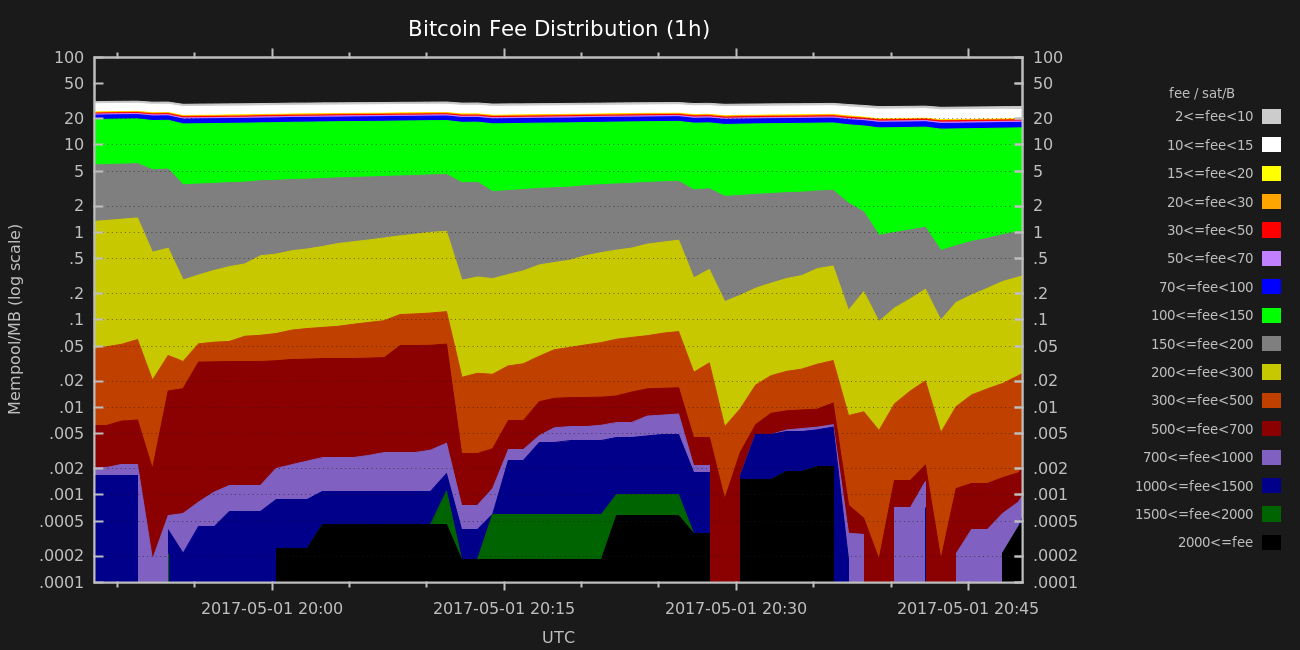 Bitcoin Fee Distribution (1h)
100 100
50 50
20 20
10 10
5 5
2 2
1 1
.5 .5
.2 .2
.1 .1
.05 .05
.02 .02
.01 .01
.005 .005
.002 .002
.001 .001
.0005 .0005
.0002 .0002
.0001 .0001
Mempool/MB (log scale)
2017-05-01 20:00 2017-05-01 20:15 2017-05-01 20:30 2017-05-01 20:45
UTC
fee / sat/B
2<=fee<10
10<=fee<15
15<=fee<20
20<=fee<30
30<=fee<50
50<=fee<70
70<=fee<100
100<=fee<150
150<=fee<200
200<=fee<300
300<=fee<500
500<=fee<700
700<=fee<1000
1000<=fee<1500
1500<=fee<2000
2000<=fee